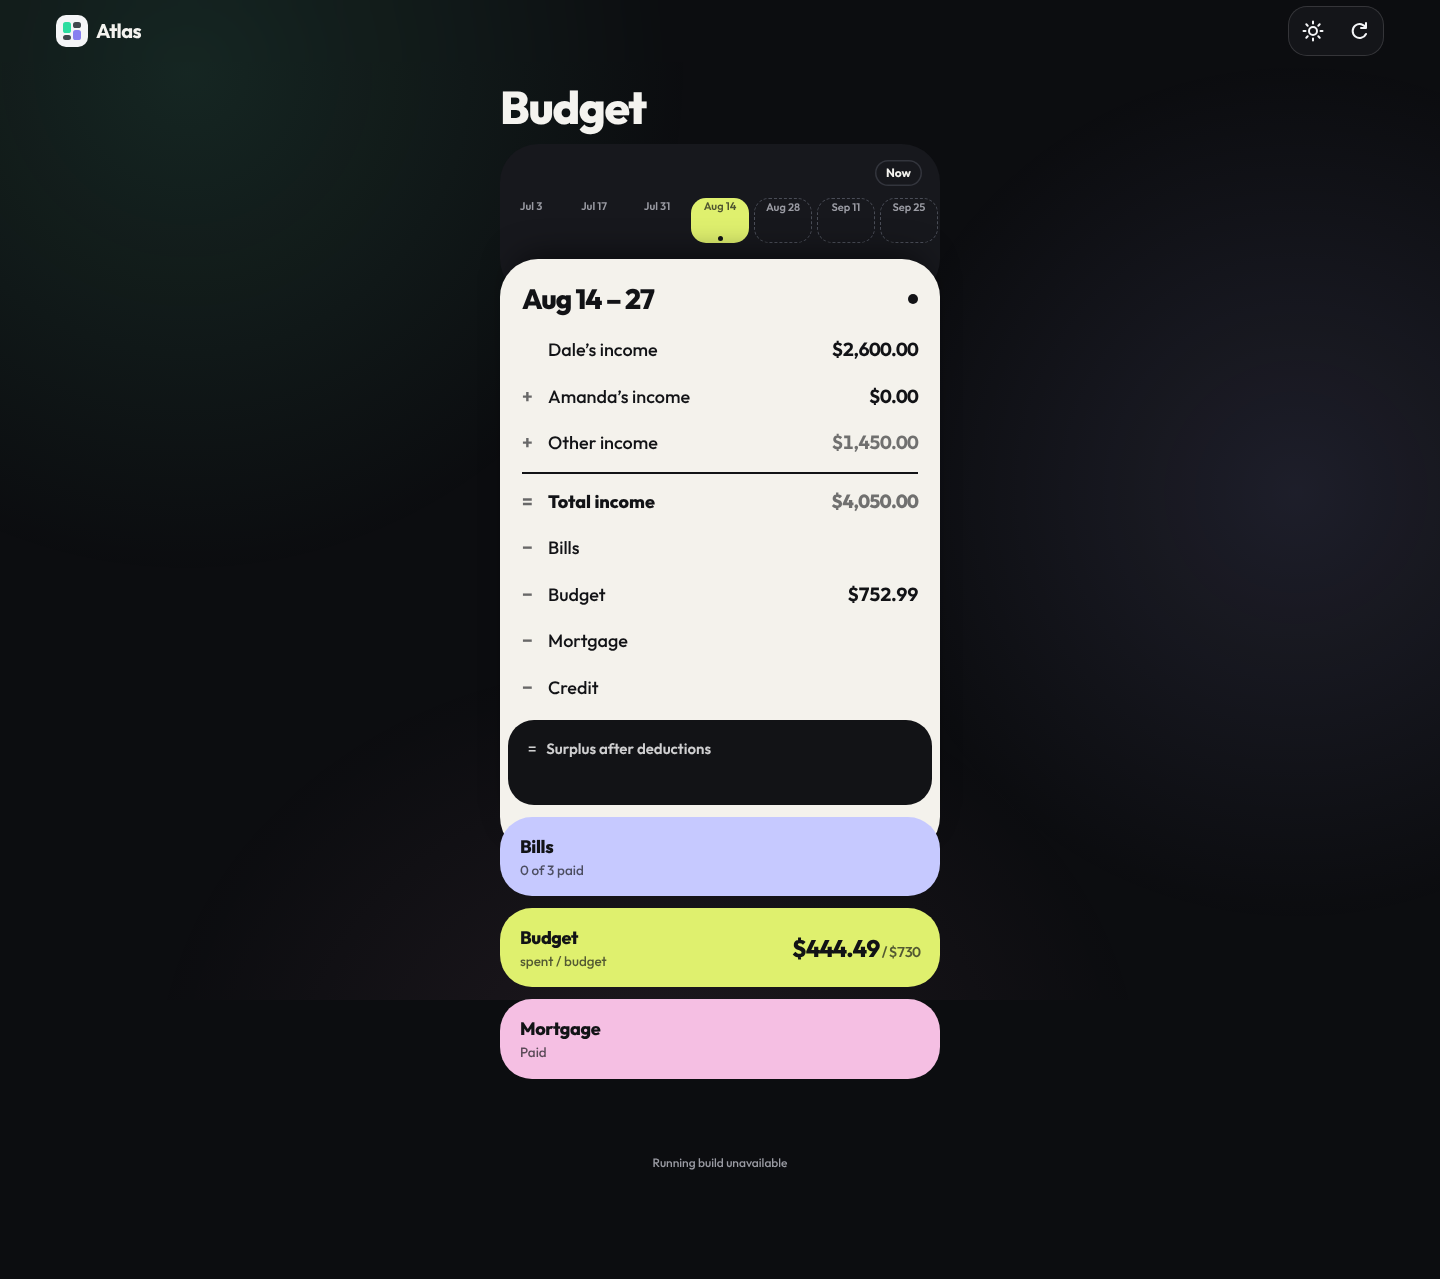 Atlas
Budget
Now
Jul 3 Jul 17 Jul 31 Aug 14 Aug 28 Sep 11 Sep 25
Aug 14 – 27
Dale’s income $2,600.00
+ Amanda’s income $0.00
+ Other income $1,450.00
= Total income $4,050.00
− Bills
− Budget $752.99
− Mortgage
− Credit
= Surplus after deductions
Bills
0 of 3 paid
Budget
spent / budget
$444.49 / $730
Mortgage
Paid
Running build unavailable